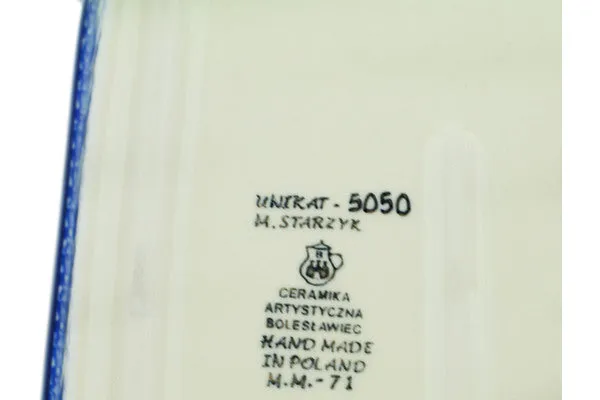 UNIKAT - 5050
M. STARZYK
B
CERAMIKA
ARTYSTYCZNA
BOLESŁAWIEC
HAND MADE
IN POLAND
M.M.-71